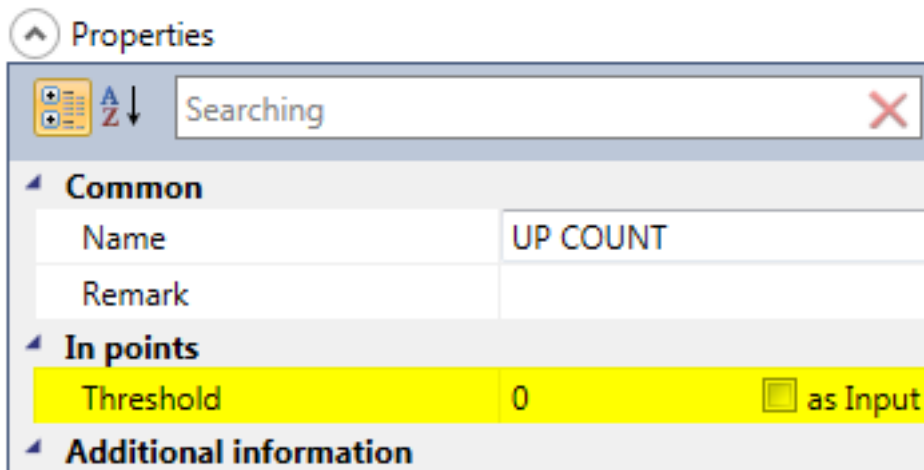 Properties
Searching
Common
Name UP COUNT
Remark
In points
Threshold 0 as Input
Additional information